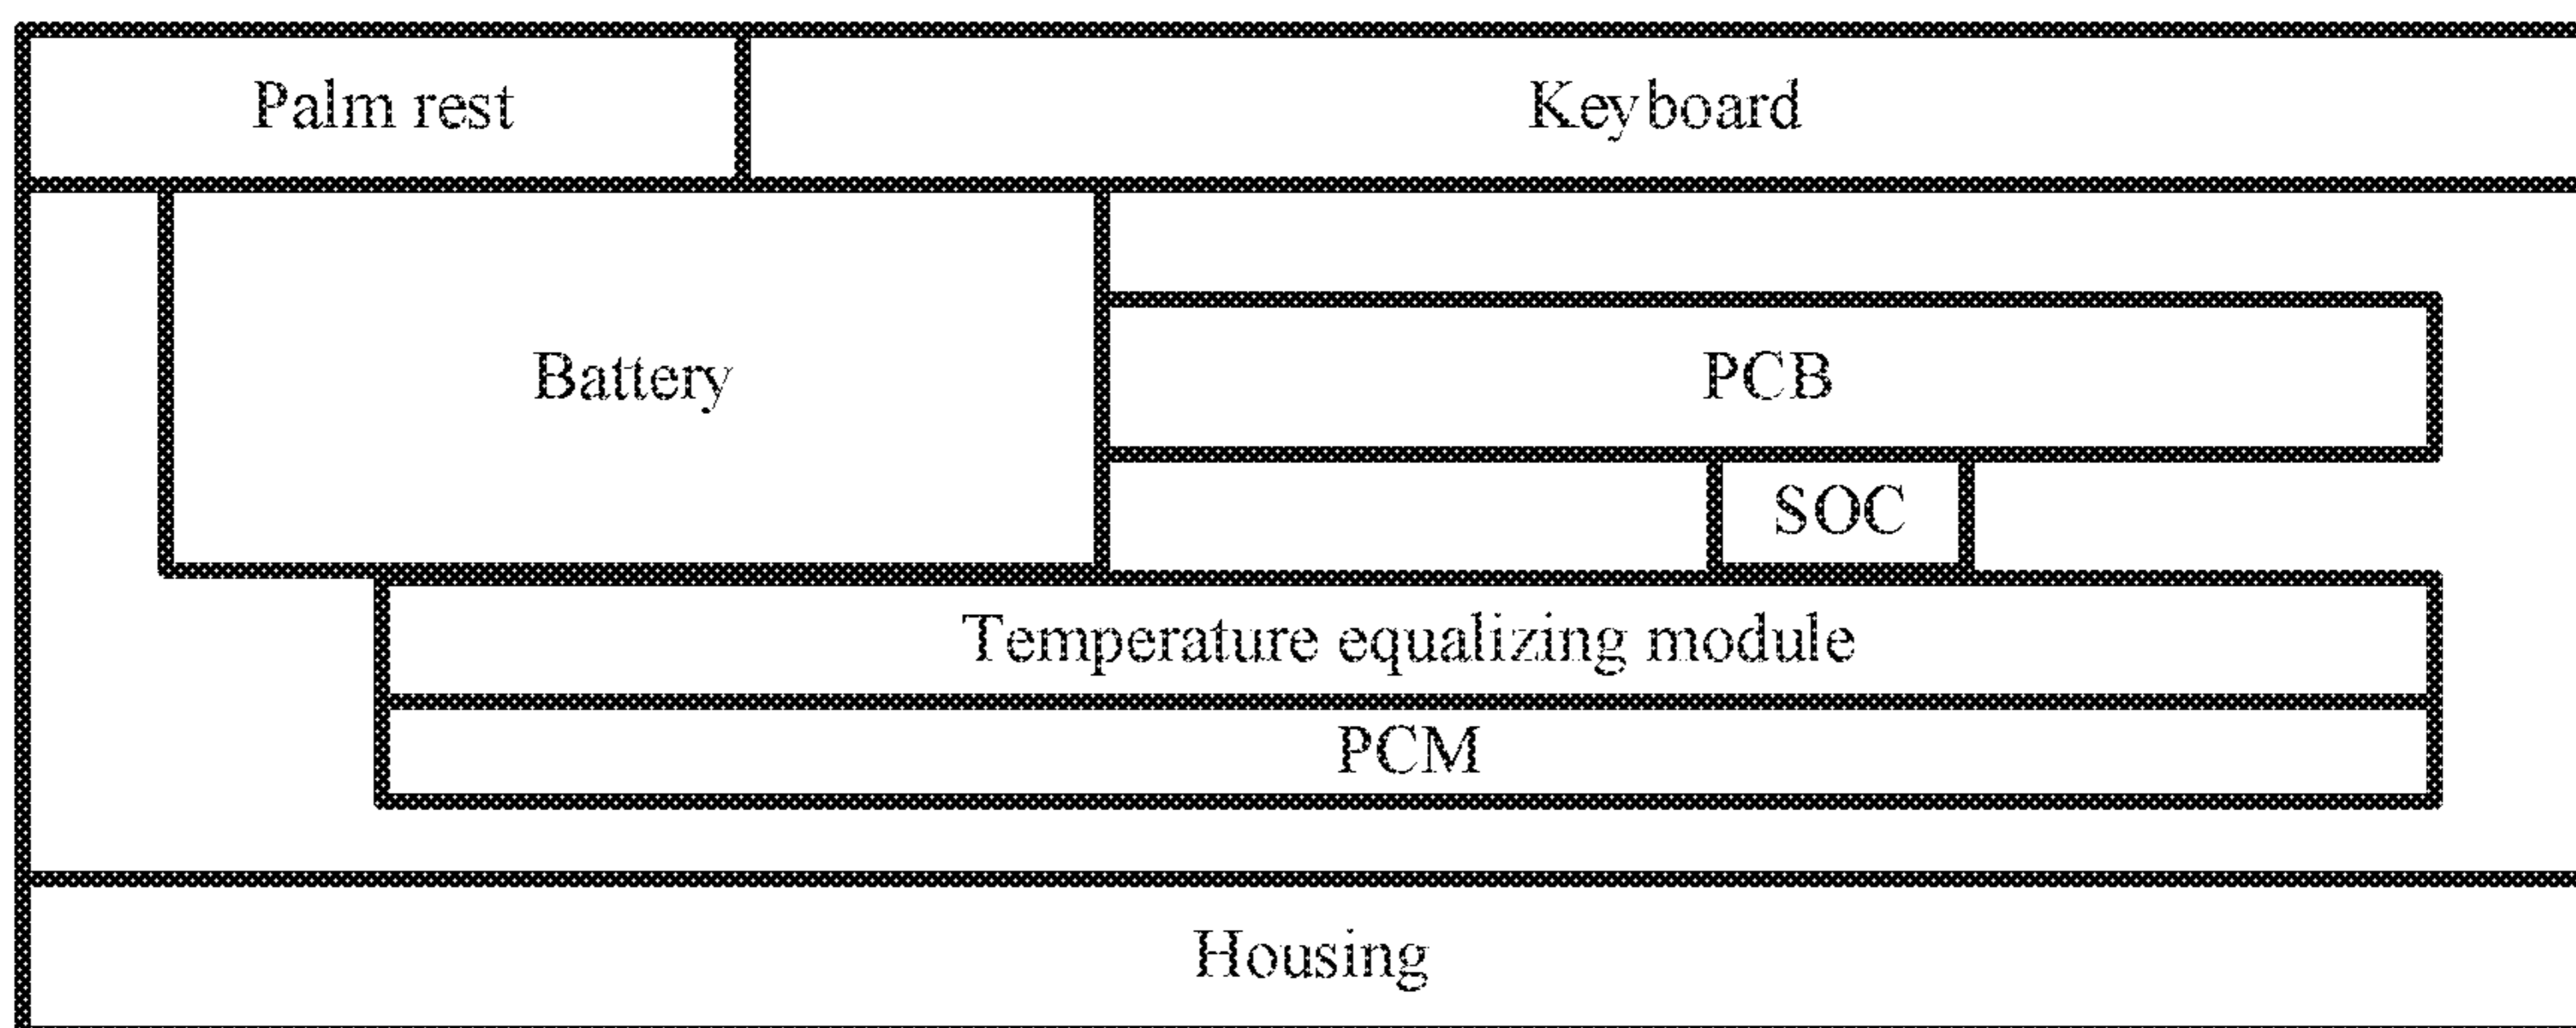 Palm rest
Keyboard
Battery
PCB
SOC
Temperature equalizing module
PCM
Housing